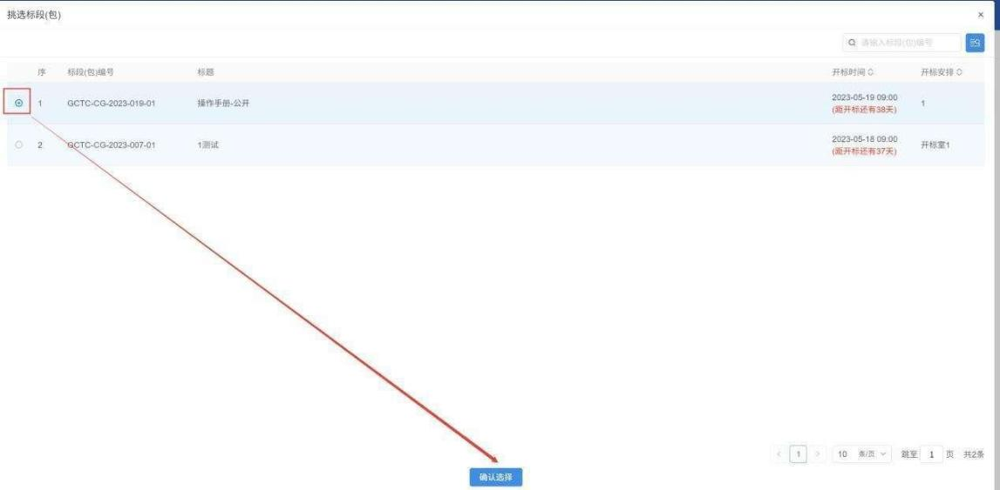 挑选标段(包)
×
请输入标段(包)编号
序 标段(包)编号 标题 开标时间 开标安排
1 GCTC-CG-2023-019-01 操作手册-公开 2023-05-19 09:00 1
(距开标还有38天)
2 GCTC-CG-2023-007-01 1测试 2023-05-18 09:00 开标室1
(距开标还有37天)
< 1 > 10 条/页 跳至 1 页 共2条
确认选择